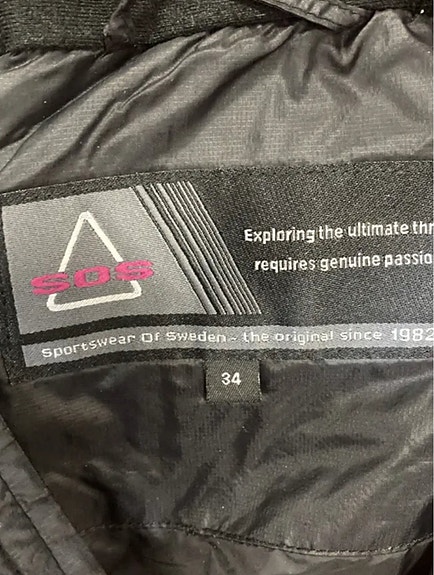 Exploring the ultimate
requires genuine
SOS
Sportswear Of Sweden - the original since 1982
34